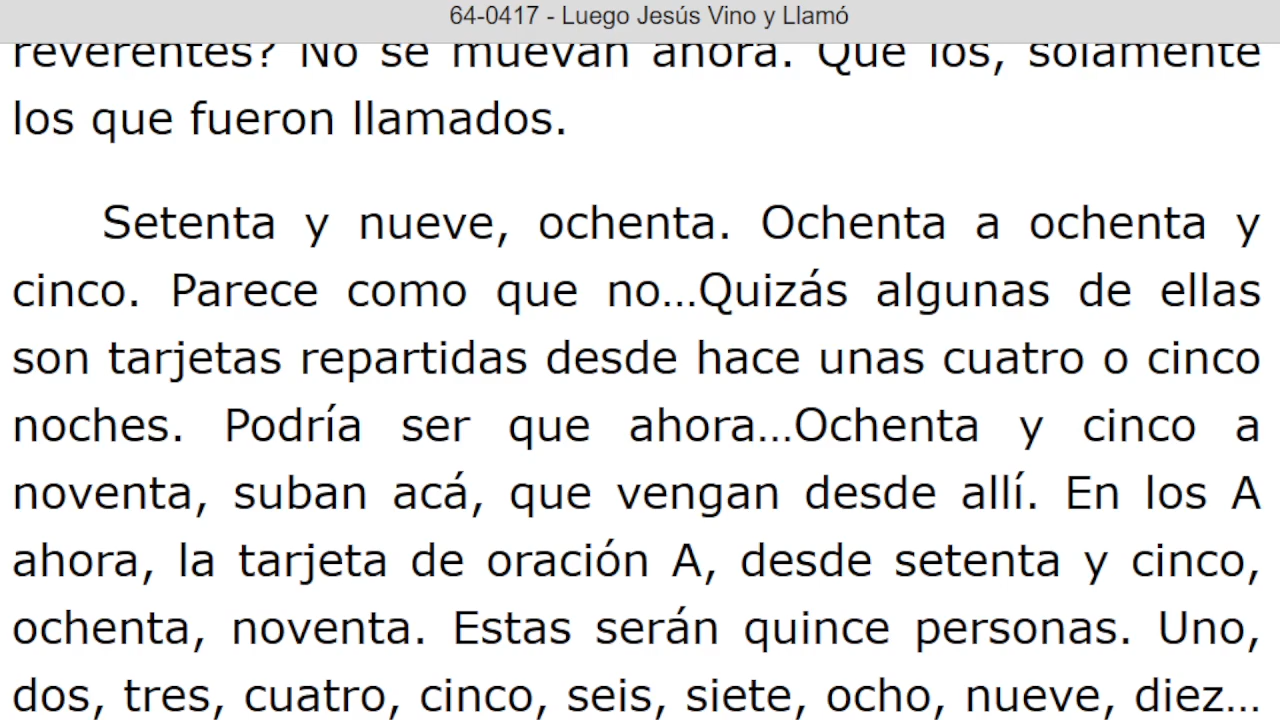 64-0417 - Luego Jesús Vino y Llamó
reverentes? No se muevan ahora. Que los, solamente
los que fueron llamados.
Setenta y nueve, ochenta. Ochenta a ochenta y
cinco. Parece como que no…Quizás algunas de ellas
son tarjetas repartidas desde hace unas cuatro o cinco
noches. Podría ser que ahora…Ochenta y cinco a
noventa, suban acá, que vengan desde allí. En los A
ahora, la tarjeta de oración A, desde setenta y cinco,
ochenta, noventa. Estas serán quince personas. Uno,
dos, tres, cuatro, cinco, seis, siete, ocho, nueve, diez…